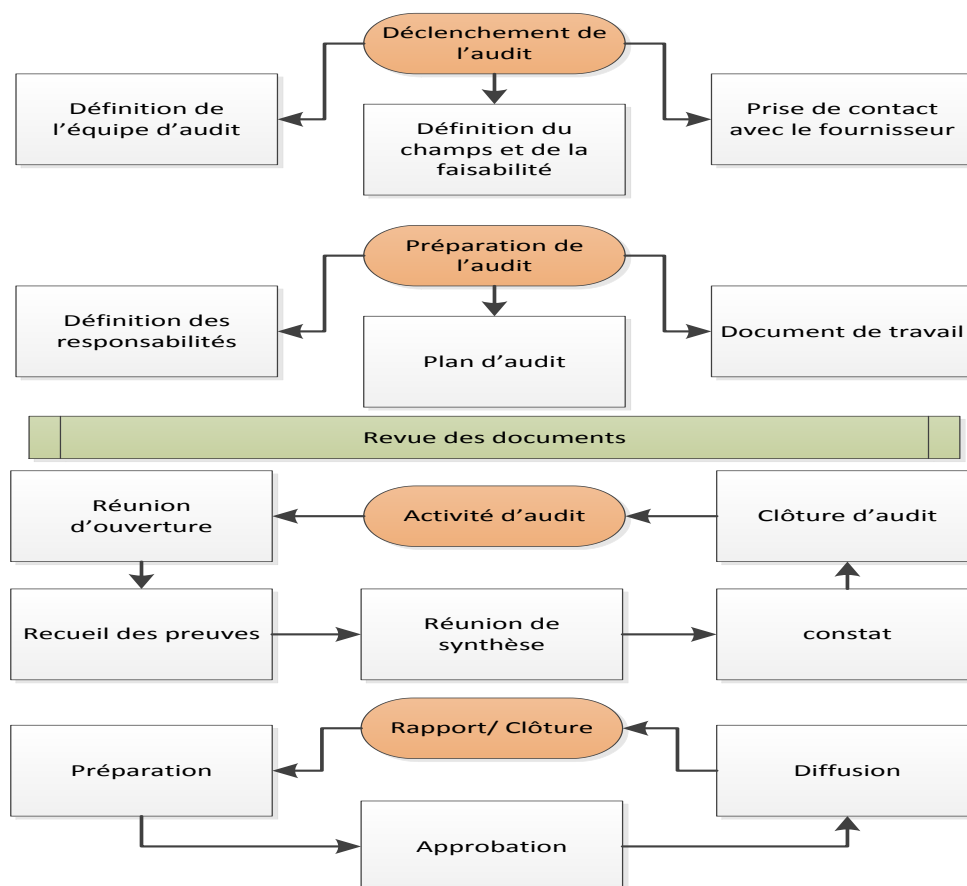 Déclenchement de
l’audit
Définition de
l’équipe d’audit
Définition du
champs et de la
faisabilité
Prise de contact
avec le fournisseur
Préparation de
l’audit
Définition des
responsabilités
Plan d’audit
Document de travail
Revue des documents
Réunion
d’ouverture
Activité d’audit
Clôture d’audit
Recueil des preuves
Réunion de
synthèse
constat
Rapport/ Clôture
Préparation
Diffusion
Approbation